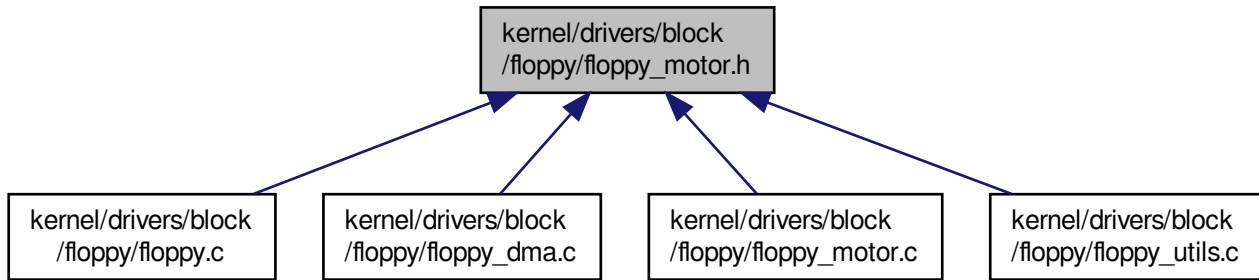 kernel/drivers/block
/floppy/floppy_motor.h
kernel/drivers/block
/floppy/floppy.c
kernel/drivers/block
/floppy/floppy_dma.c
kernel/drivers/block
/floppy/floppy_motor.c
kernel/drivers/block
/floppy/floppy_utils.c